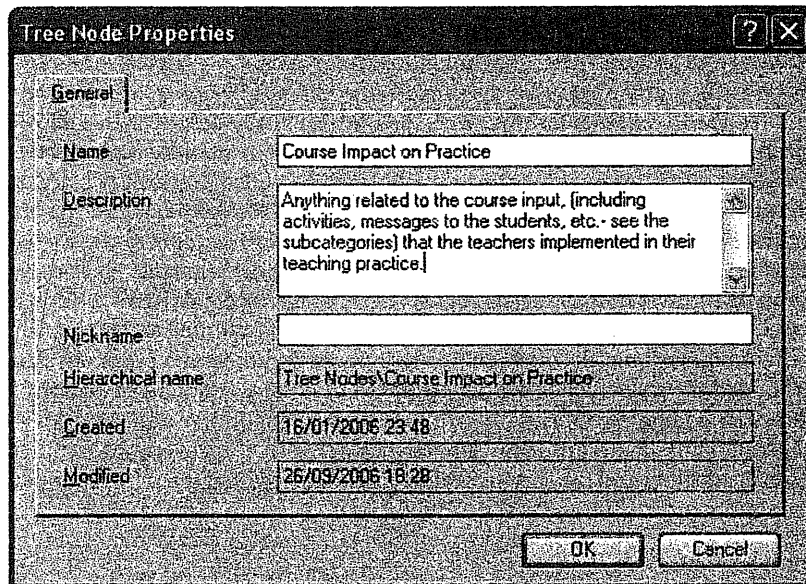 Tree Node Properties
General
Name Course Impact on Practice
Description Anything related to the course input, (including
activities, messages to the students, etc.- see the
subcategories) that the teachers implemented in their
teaching practice.
Nickname
Hierarchical name Tree Nodes\Course Impact on Practice
Created 16/01/2006 23:48
Modified 26/09/2006 18:28
OK Cancel